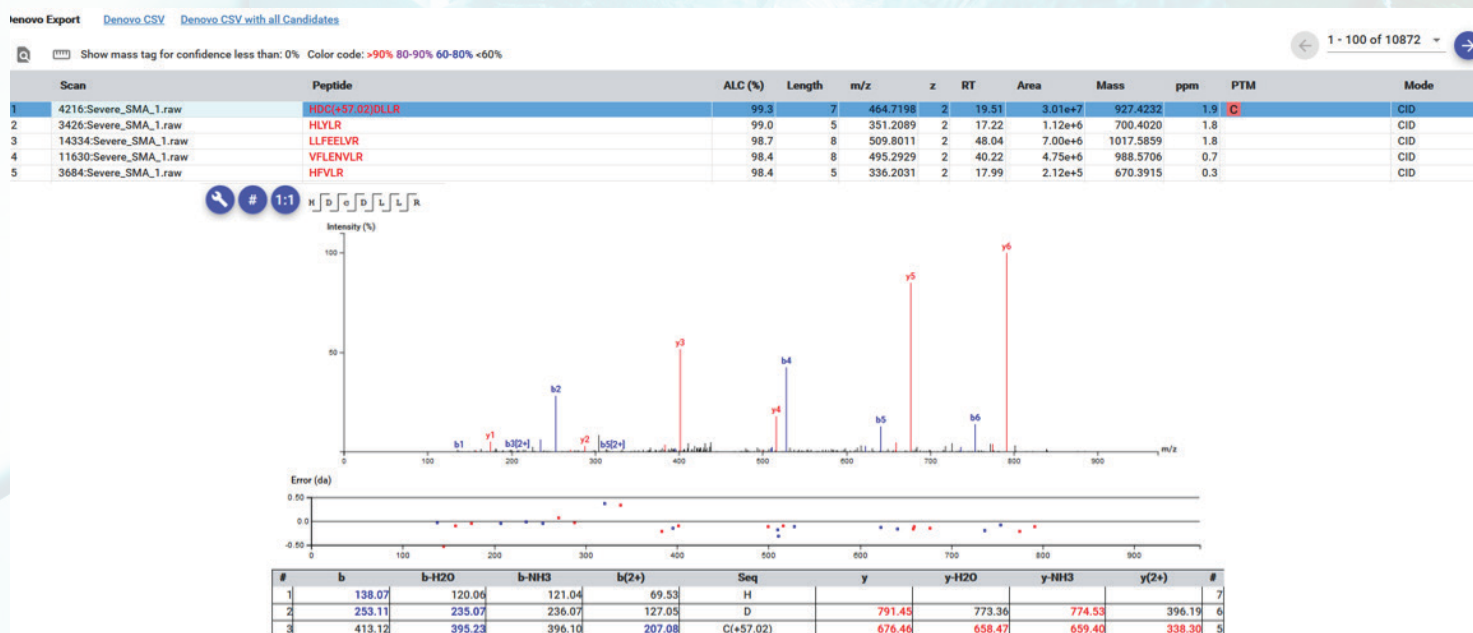 Denovo Export Denovo CSV Denovo CSV with all Candidates
Show mass tag for confidence less than: 0% Color code: >90% 80-90% 60-80% <60%
1 - 100 of 10872
Scan Peptide ALC (%) Length m/z z RT Area Mass ppm PTM Mode
1 4216:Severe_SMA_1.raw HDC(+57.02)DLLR 99.3 7 464.7198 2 19.51 3.01e+7 927.4232 1.9 C CID
2 3426:Severe_SMA_1.raw HLYLR 99.0 5 351.2089 2 17.22 1.12e+6 700.4020 1.8 CID
3 14334:Severe_SMA_1.raw LLFEELVR 98.7 8 509.8011 2 48.04 7.00e+6 1017.5859 1.8 CID
4 11630:Severe_SMA_1.raw VFLENVLR 98.4 8 495.2929 2 40.22 4.75e+6 988.5706 0.7 CID
5 3684:Severe_SMA_1.raw HFVLR 98.4 5 336.2031 2 17.99 2.12e+5 670.3915 0.3 CID
# 1:1 H D c D L L R
Intensity (%)
100
y6
y5
50
y3
b4
b2
y4
b5 b6
b1 y1 b3[2+] y2 b5[2+]
m/z
0 100 200 300 400 500 600 700 800 900
Error (da)
0.50
0.0
-0.50
0 100 200 300 400 500 600 700 800 900
# b b-H2O b-NH3 b(2+) Seq y y-H2O y-NH3 y(2+) #
1 138.07 120.06 121.04 69.53 H 7
2 253.11 235.07 236.07 127.05 D 791.45 773.36 774.53 396.19 6
3 413.12 395.23 396.10 207.08 C(+57.02) 676.46 658.47 659.40 338.30 5